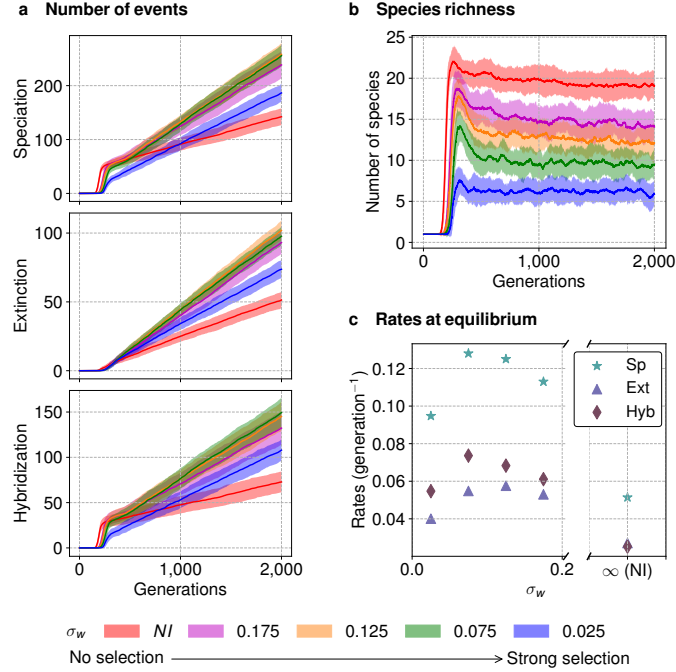 a Number of events
Speciation
200
100
0
Extinction
100
50
0
Hybridization
150
100
50
0
0
1,000
2,000
Generations
b Species richness
Number of species
25
20
15
10
5
0
0
1,000
2,000
Generations
c Rates at equilibrium
Rates (generation⁻¹)
0.12
0.10
0.08
0.06
0.04
Sp
Ext
Hyb
0.0
0.2
∞ (NI)
σw
σw NI 0.175 0.125 0.075 0.025
No selection Strong selection